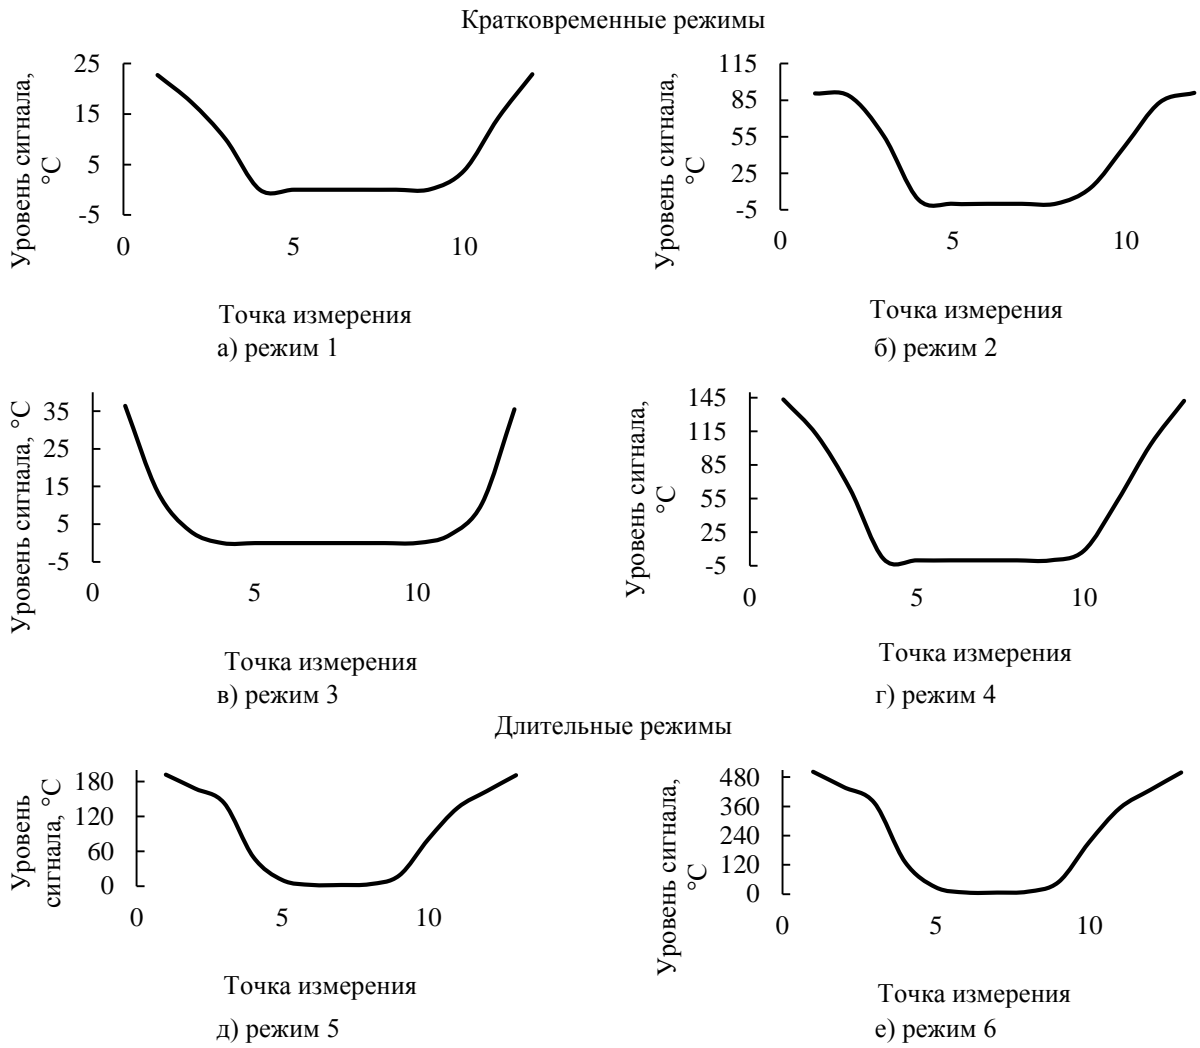 Кратковременные режимы
Уровень сигнала,
°C
25
15
5
-5
0
5
10
Точка измерения
а) режим 1
Уровень сигнала,
°C
115
85
55
25
-5
0
5
10
Точка измерения
б) режим 2
Уровень сигнала, °C
35
25
15
5
-5
0
5
10
Точка измерения
в) режим 3
Уровень сигнала,
°C
145
115
85
55
25
-5
0
5
10
Точка измерения
г) режим 4
Длительные режимы
Уровень
сигнала, °C
180
120
60
0
0
5
10
Точка измерения
д) режим 5
Уровень сигнала,
°C
480
360
240
120
0
0
5
10
Точка измерения
е) режим 6